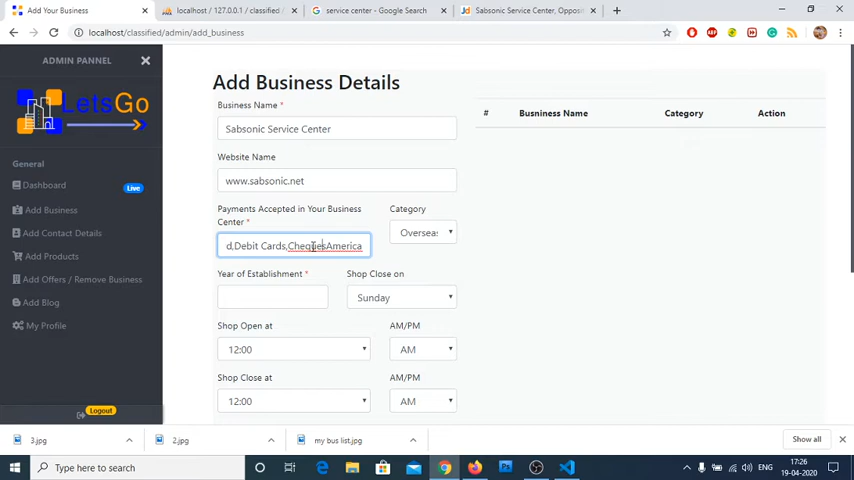 Add Your Business
localhost / 127.0.0.1 / classified /
service center - Google Search
Sabsonic Service Center, Opposit
localhost/classified/admin/add_business
ADMIN PANNEL
LetsGo
General
Dashboard
Live
Add Business
Add Contact Details
Add Products
Add Offers / Remove Business
Add Blog
My Profile
Logout
Add Business Details
Business Name *
Sabsonic Service Center
Website Name
www.sabsonic.net
Payments Accepted in Your Business
Center *
Category
d,Debit Cards,ChequesAmerica
Overseas
Year of Establishment *
Shop Close on
Sunday
Shop Open at
AM/PM
12:00
AM
Shop Close at
AM/PM
12:00
AM
# Busniness Name Category Action
3.jpg
2.jpg
my bus list.jpg
Show all
Type here to search
ENG
17:26
19-04-2020